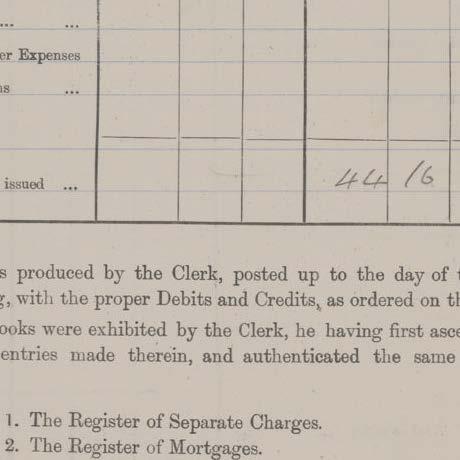 ... ...
er Expenses
ns ...
issued ... 44 16
s produced by the Clerk, posted up to the day of t
g, with the proper Debits and Credits, as ordered on th
ooks were exhibited by the Clerk, he having first asce
entries made therein, and authenticated the same
1. The Register of Separate Charges.
2. The Register of Mortgages.